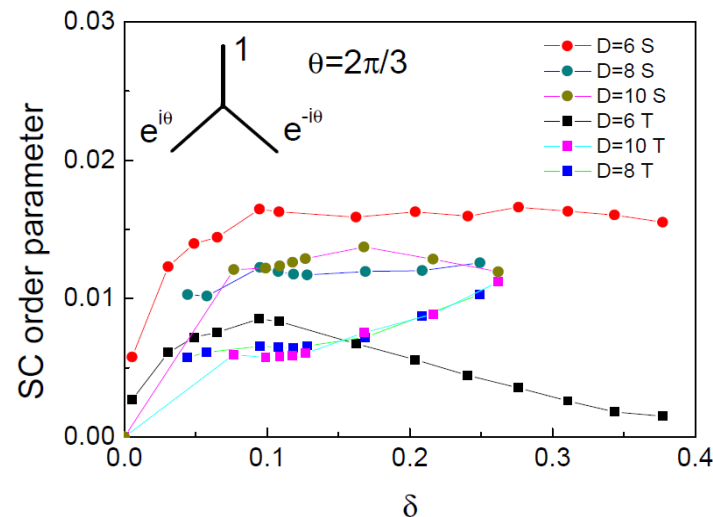 0.03
0.02
0.01
0.00
SC order parameter
1
θ=2π/3
e^{iθ}
e^{-iθ}
D=6 S
D=8 S
D=10 S
D=6 T
D=10 T
D=8 T
0.0 0.1 0.2 0.3 0.4
δ